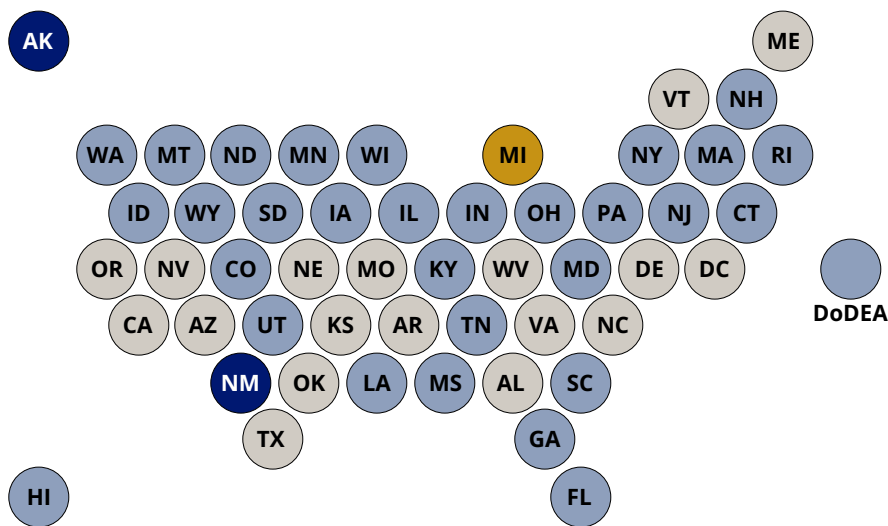 AK ME
VT NH
WA MT ND MN WI MI NY MA RI
ID WY SD IA IL IN OH PA NJ CT
OR NV CO NE MO KY WV MD DE DC
DoDEA
CA AZ UT KS AR TN VA NC
NM OK LA MS AL SC
TX GA
HI FL